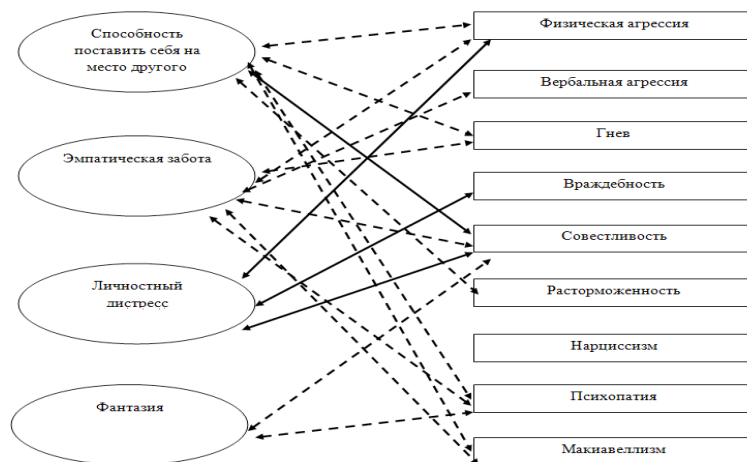 Способность
поставить себя на
место другого
Эмпатическая забота
Личностный
дистресс
Фантазия
Физическая агрессия
Вербальная агрессия
Гнев
Враждебность
Совестливость
Расторможенность
Нарциссизм
Психопатия
Макиавеллизм